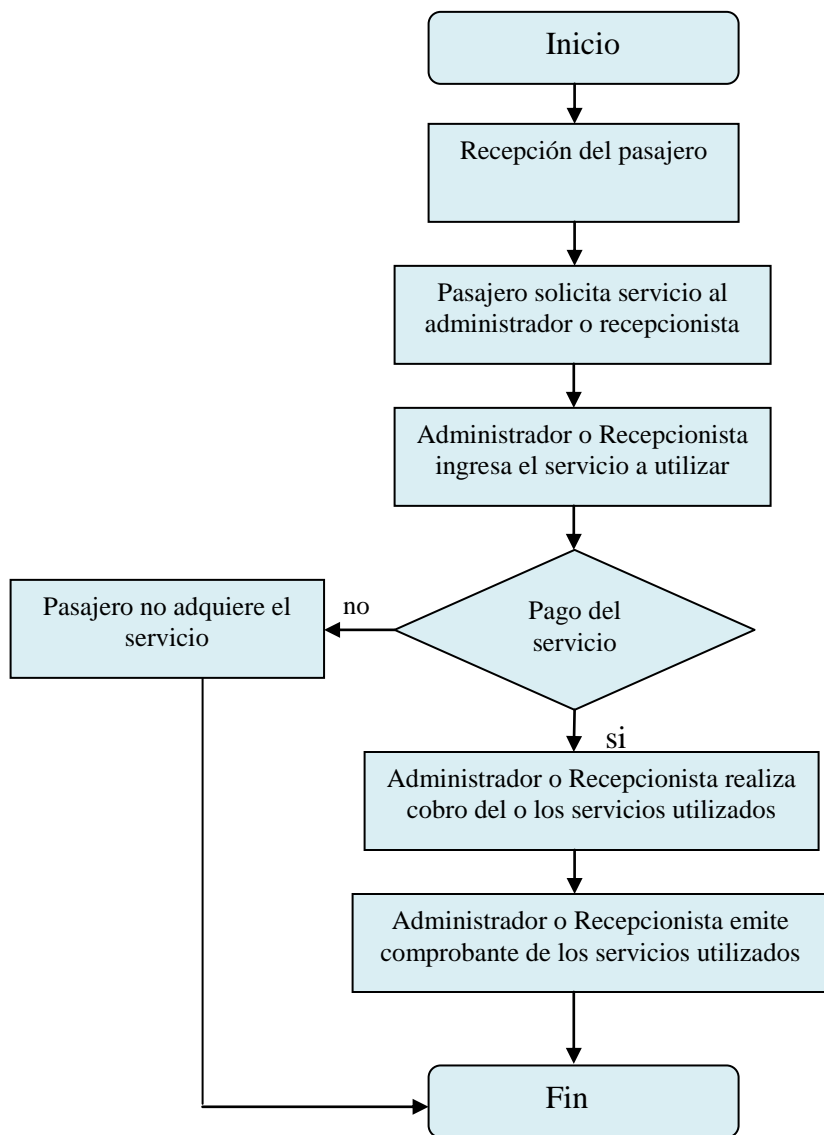 Inicio
Recepción del pasajero
Pasajero solicita servicio al
administrador o recepcionista
Administrador o Recepcionista
ingresa el servicio a utilizar
Pago del
servicio
no
Pasajero no adquiere el
servicio
si
Administrador o Recepcionista realiza
cobro del o los servicios utilizados
Administrador o Recepcionista emite
comprobante de los servicios utilizados
Fin